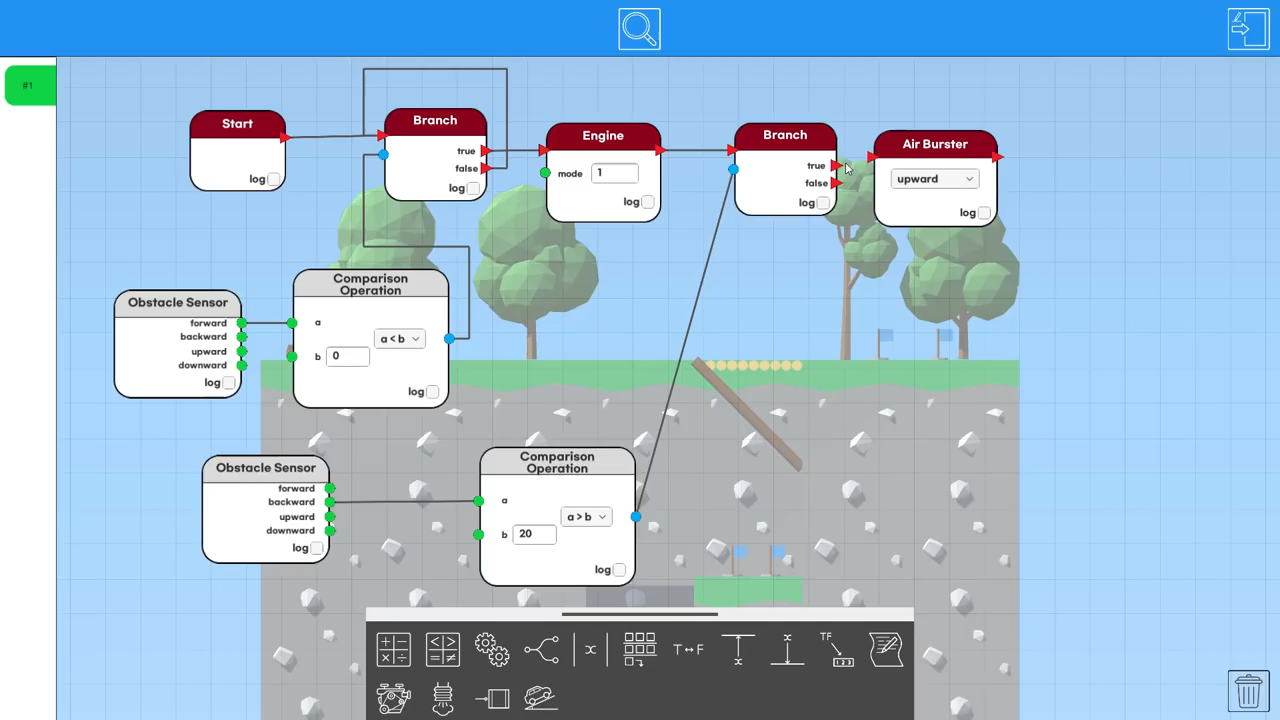 #1
Start
log
Branch
true
false
log
Engine
mode 1
log
Branch
true
false
log
Air Burster
upward
log
Obstacle Sensor
forward
backward
upward
downward
log
Comparison
Operation
a
a < b
b 0
log
Obstacle Sensor
forward
backward
upward
downward
log
Comparison
Operation
a
a > b
b 20
log
x
T↔F
x
x
TF
123